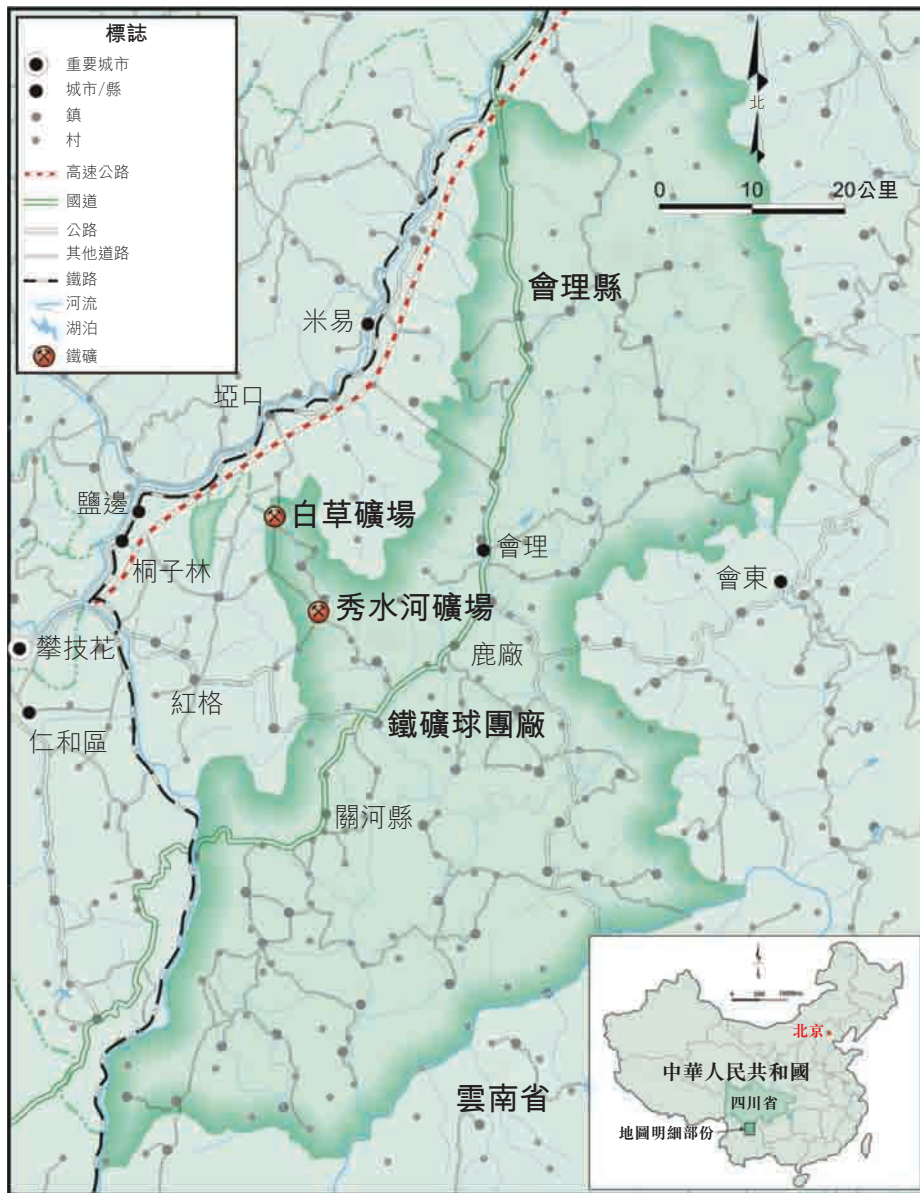 標誌
重要城市
城市/縣
鎮
村
高速公路
國道
公路
其他道路
鐵路
河流
湖泊
鐵礦
北
0 10 20公里
會理縣
米易
埡口
鹽邊
白草礦場
會理
桐子林
會東
秀水河礦場
攀技花
鹿廠
紅格
鐵礦球團廠
仁和區
關河縣
雲南省
北京
中華人民共和國
四川省
地圖明細部份